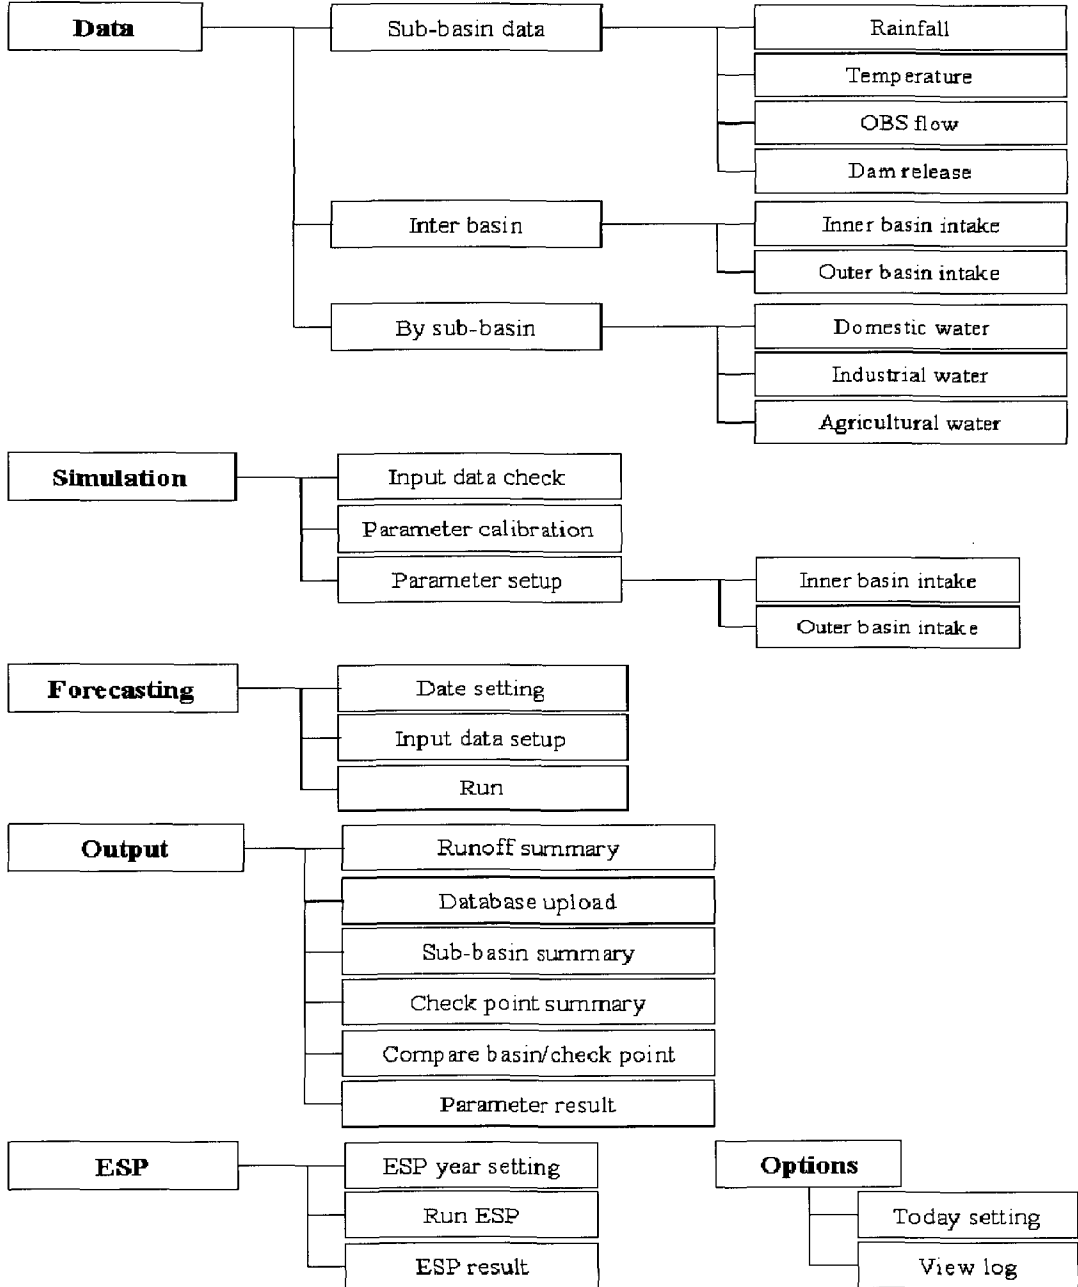 Data
Sub-basin data
Rainfall
Temperature
OBS flow
Dam release
Inter basin
Inner basin intake
Outer basin intake
By sub-basin
Domestic water
Industrial water
Agricultural water
Simulation
Input data check
Parameter calibration
Parameter setup
Inner basin intake
Outer basin intake
Forecasting
Date setting
Input data setup
Run
Output
Runoff summary
Database upload
Sub-basin summary
Check point summary
Compare basin/check point
Parameter result
ESP
ESP year setting
Run ESP
ESP result
Options
Today setting
View log